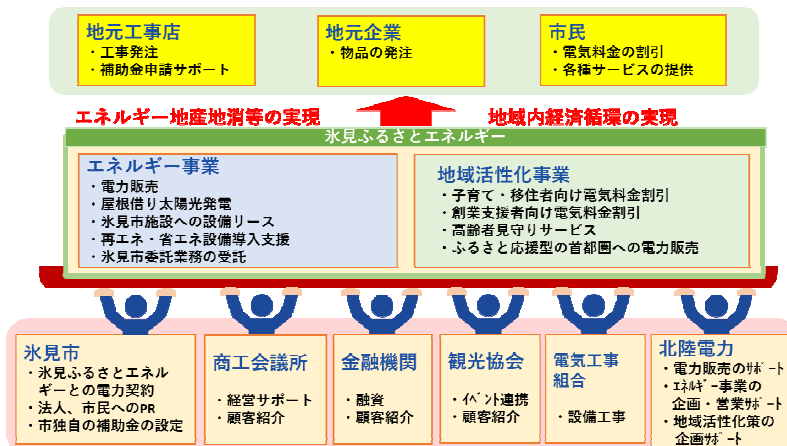 地元工事店
・工事発注
・補助金申請サポート
地元企業
・物品の発注
市民
・電気料金の割引
・各種サービスの提供
エネルギー地産地消等の実現
地域内経済循環の実現
氷見ふるさとエネルギー
エネルギー事業
・電力販売
・屋根借り太陽光発電
・氷見市施設への設備リース
・再エネ・省エネ設備導入支援
・氷見市委託業務の受託
地域活性化事業
・子育て・移住者向け電気料金割引
・創業支援者向け電気料金割引
・高齢者見守りサービス
・ふるさと応援型の首都圏への電力販売
氷見市
・氷見ふるさとエネル
ギーとの電力契約
・法人、市民へのPR
・市独自の補助金の設定
商工会議所
・経営サポート
・顧客紹介
金融機関
・融資
・顧客紹介
観光協会
・ｲﾍﾞﾝﾄ連携
・顧客紹介
電気工事
組合
・設備工事
北陸電力
・電力販売のｻﾎﾟｰﾄ
・ｴﾈﾙｷﾞｰ事業の
企画・営業ｻﾎﾟｰﾄ
・地域活性化策の
企画ｻﾎﾟｰﾄ